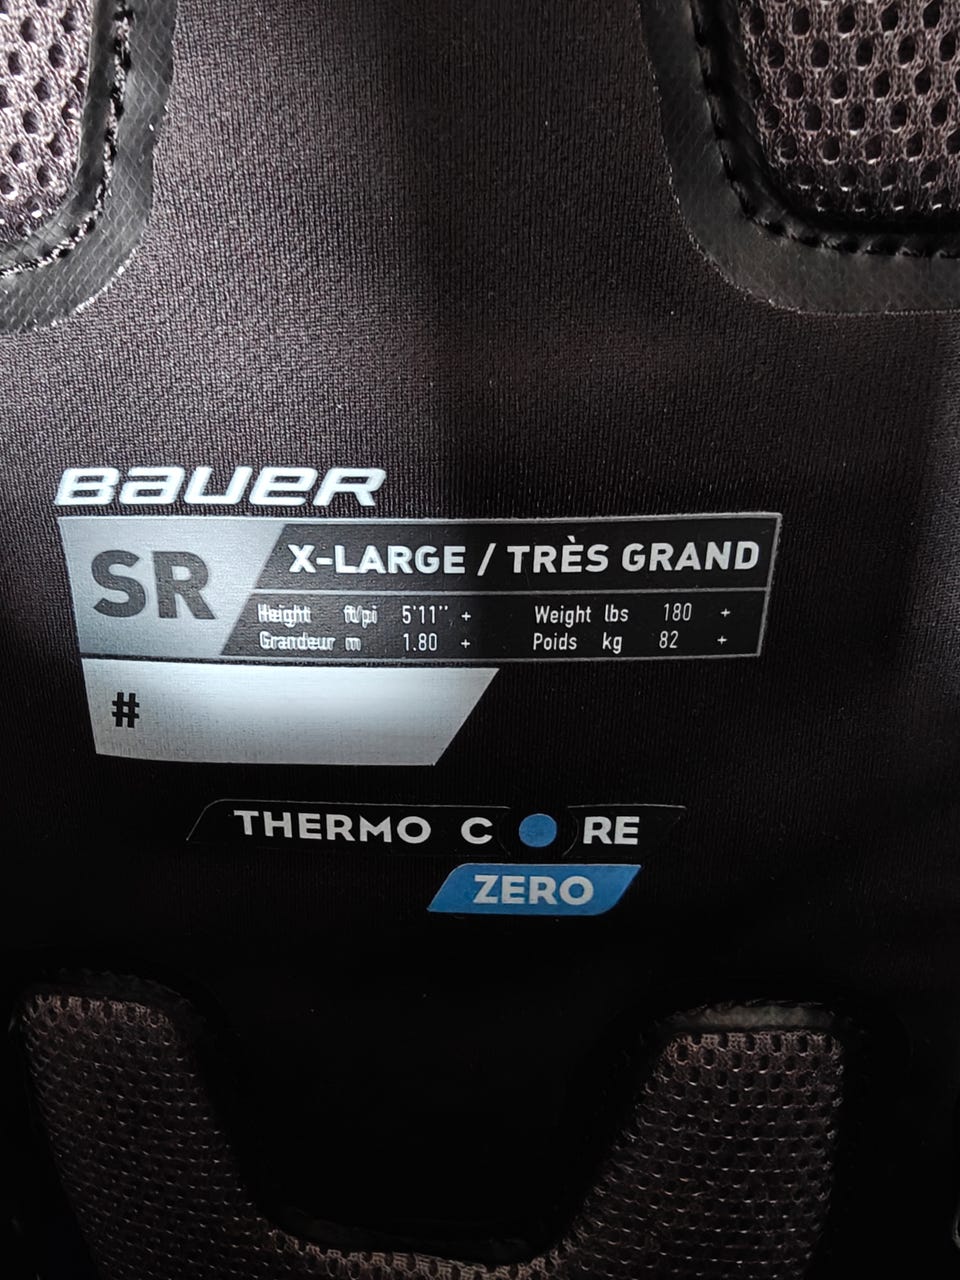 BAUER
SR
X-LARGE / TRÈS GRAND
Height ft/pi 5'11'' + Weight lbs 180 +
Grandeur m 1.80 + Poids kg 82 +
#
THERMO CORE
ZERO